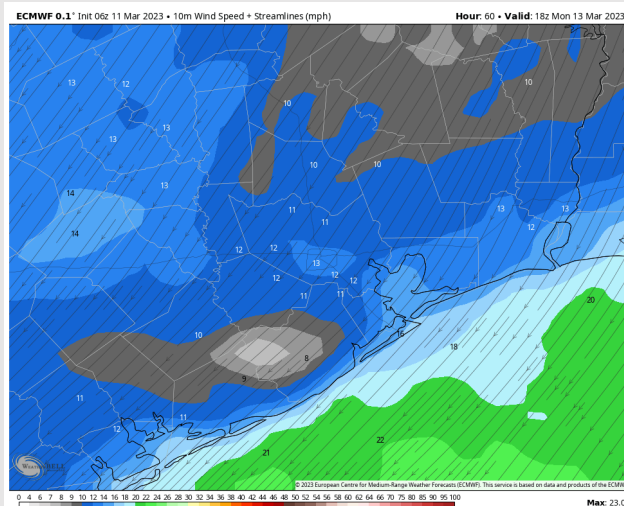 ECMWF 0.1° Init 06z 11 Mar 2023 • 10m Wind Speed + Streamlines (mph) Hour: 60 • Valid: 18z Mon 13 Mar 2023
13 12 10
10
13 13
10 10
14 13
11 13 13
11 12
14 12 12
13
12 12 12
11 11 20
10 16
18
8
9
11
11
12
22
21
WeatherBELL
© 2023 European Centre for Medium-Range Weather Forecasts (ECMWF). This service is based on data and products of the ECMW
0 4 6 7 8 9 10 12 14 16 18 20 22 24 26 28 30 32 34 36 38 40 42 44 46 48 50 52 54 56 58 60 62 64 66 68 70 75 80 85 90 95 100
Max: 23.0